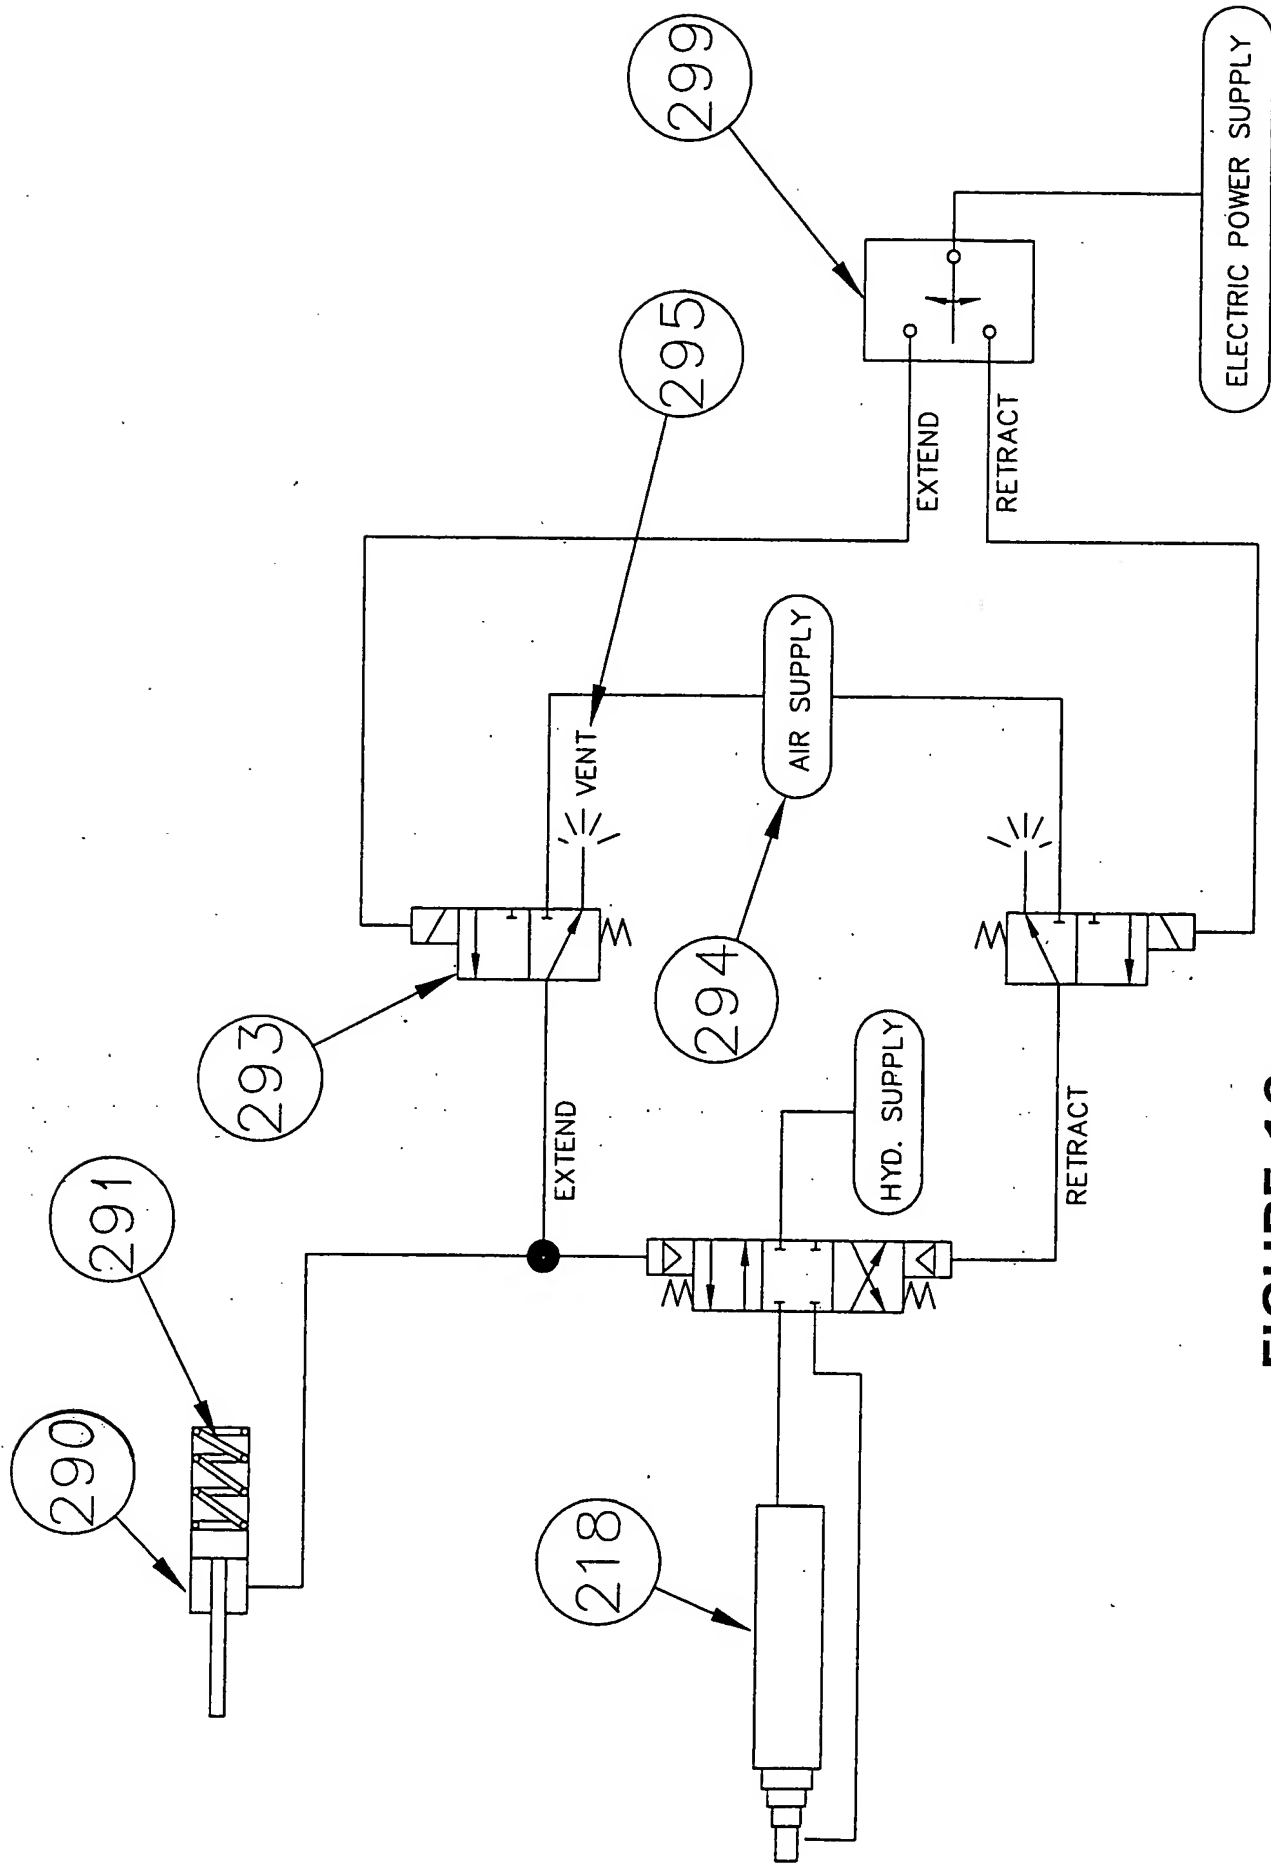 290
291
293
EXTEND
VENT
218
295
299
294
AIR SUPPLY
HYD. SUPPLY
EXTEND
RETRACT
RETRACT
ELECTRIC POWER SUPPLY
FIGURE